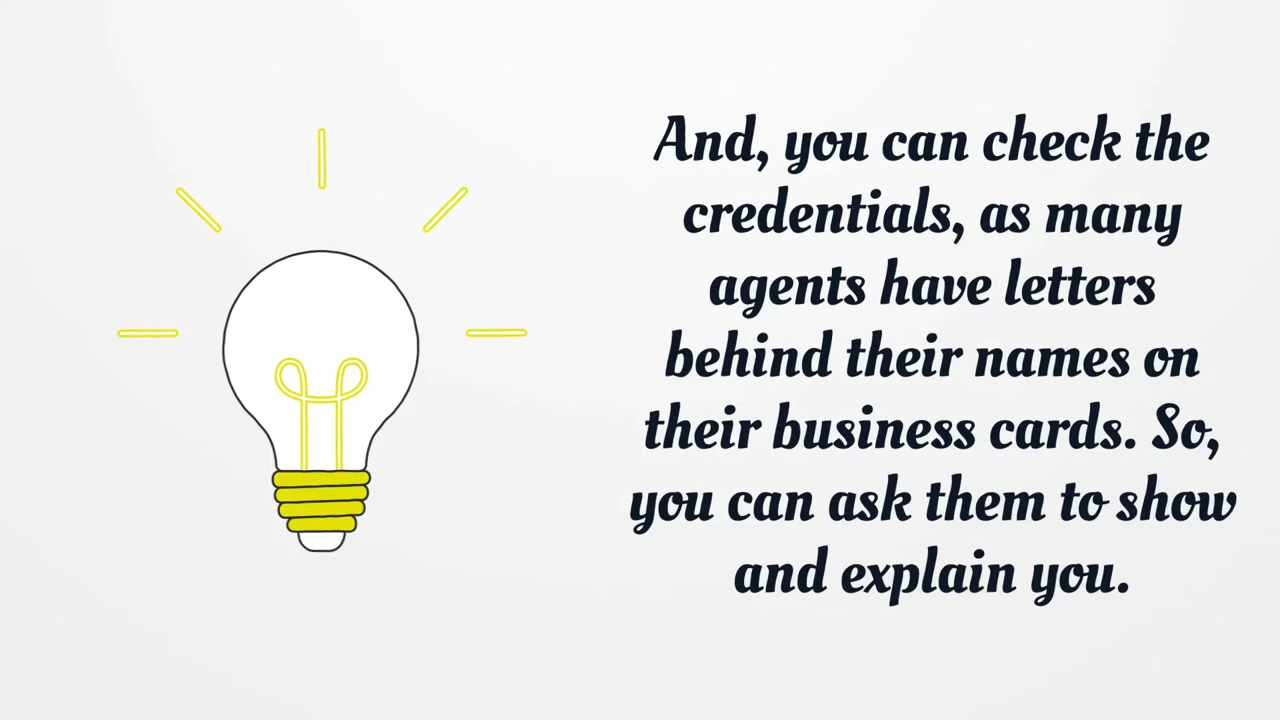 And, you can check the
credentials, as many
agents have letters
behind their names on
their business cards. So,
you can ask them to show
and explain you.